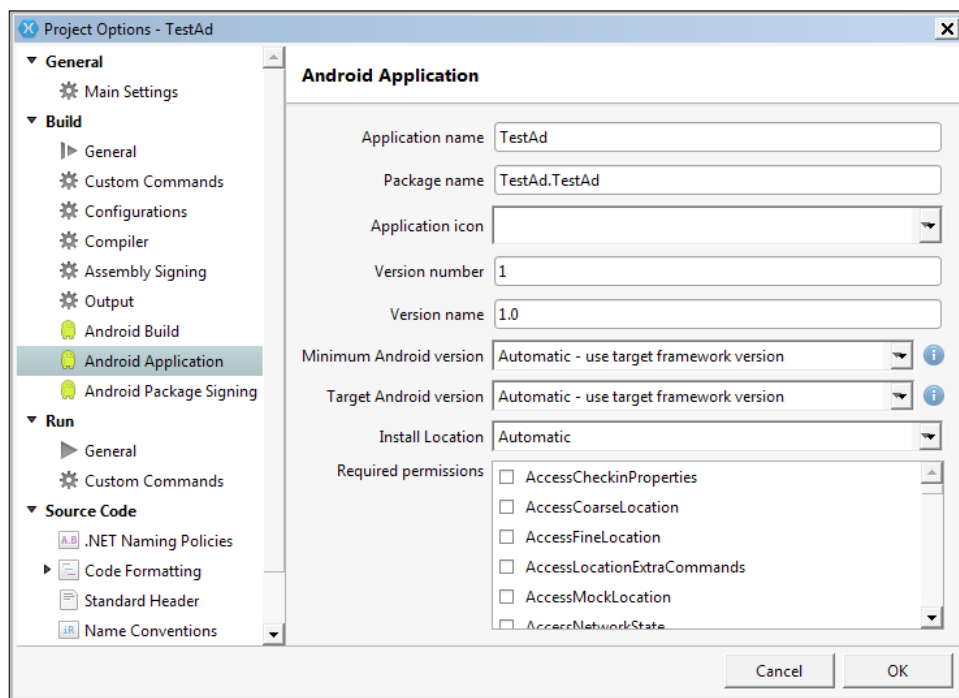 Project Options - TestAd
General
Main Settings
Build
General
Custom Commands
Configurations
Compiler
Assembly Signing
Output
Android Build
Android Application
Android Package Signing
Run
General
Custom Commands
Source Code
A.B .NET Naming Policies
Code Formatting
Standard Header
iR Name Conventions
Android Application
Application name TestAd
Package name TestAd.TestAd
Application icon
Version number 1
Version name 1.0
Minimum Android version Automatic - use target framework version
Target Android version Automatic - use target framework version
Install Location Automatic
Required permissions
AccessCheckinProperties
AccessCoarseLocation
AccessFineLocation
AccessLocationExtraCommands
AccessMockLocation
AccessNetworkState
Cancel OK